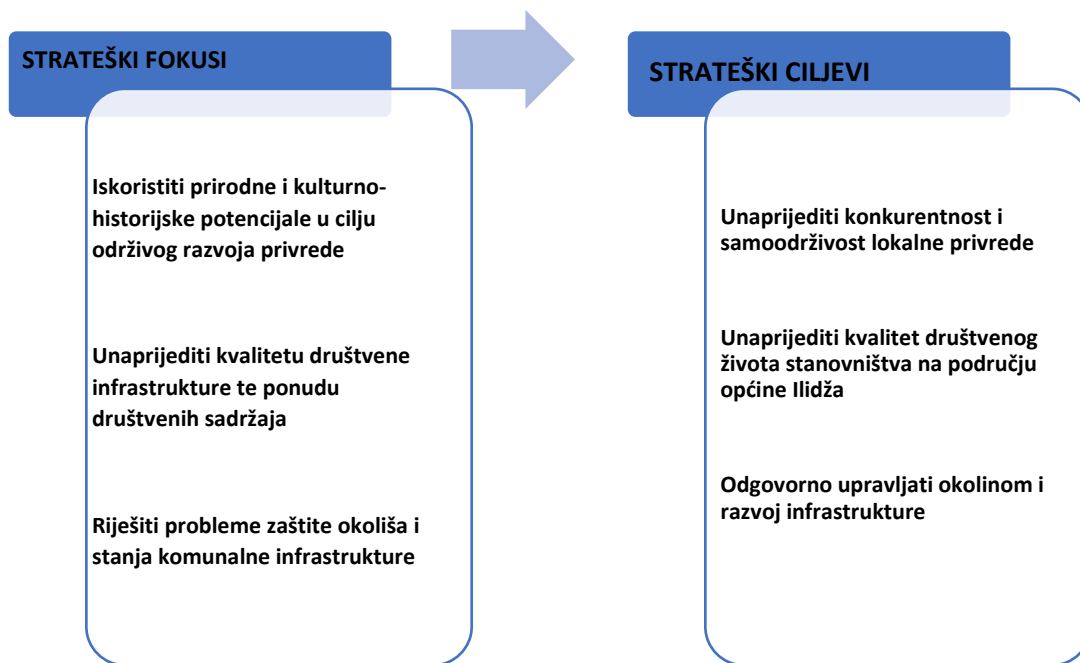 STRATEŠKI FOKUSI
Iskoristiti prirodne i kulturno-
historijske potencijale u cilju
održivog razvoja privrede
Unaprijediti kvalitetu društvene
infrastrukture te ponudu
društvenih sadržaja
Riješiti probleme zaštite okoliša i
stanja komunalne infrastrukture
STRATEŠKI CILJEVI
Unaprijediti konkurentnost i
samoodrživost lokalne privrede
Unaprijediti kvalitet društvenog
života stanovništva na području
općine Ilidža
Odgovorno upravljati okolinom i
razvoj infrastrukture